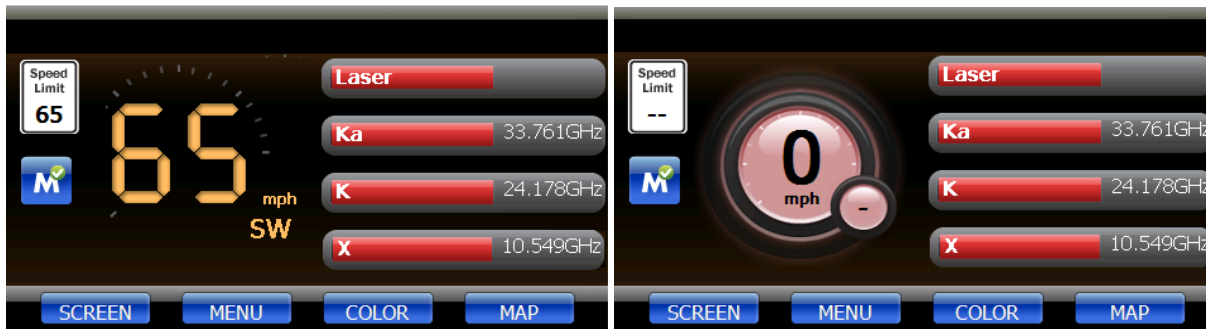 Speed
Limit
65
M
65
mph
SW
Laser
Ka 33.761GHz
K 24.178GHz
X 10.549GHz
SCREEN MENU COLOR MAP
Speed
Limit
--
M
0
mph
-
Laser
Ka 33.761GHz
K 24.178GHz
X 10.549GHz
SCREEN MENU COLOR MAP